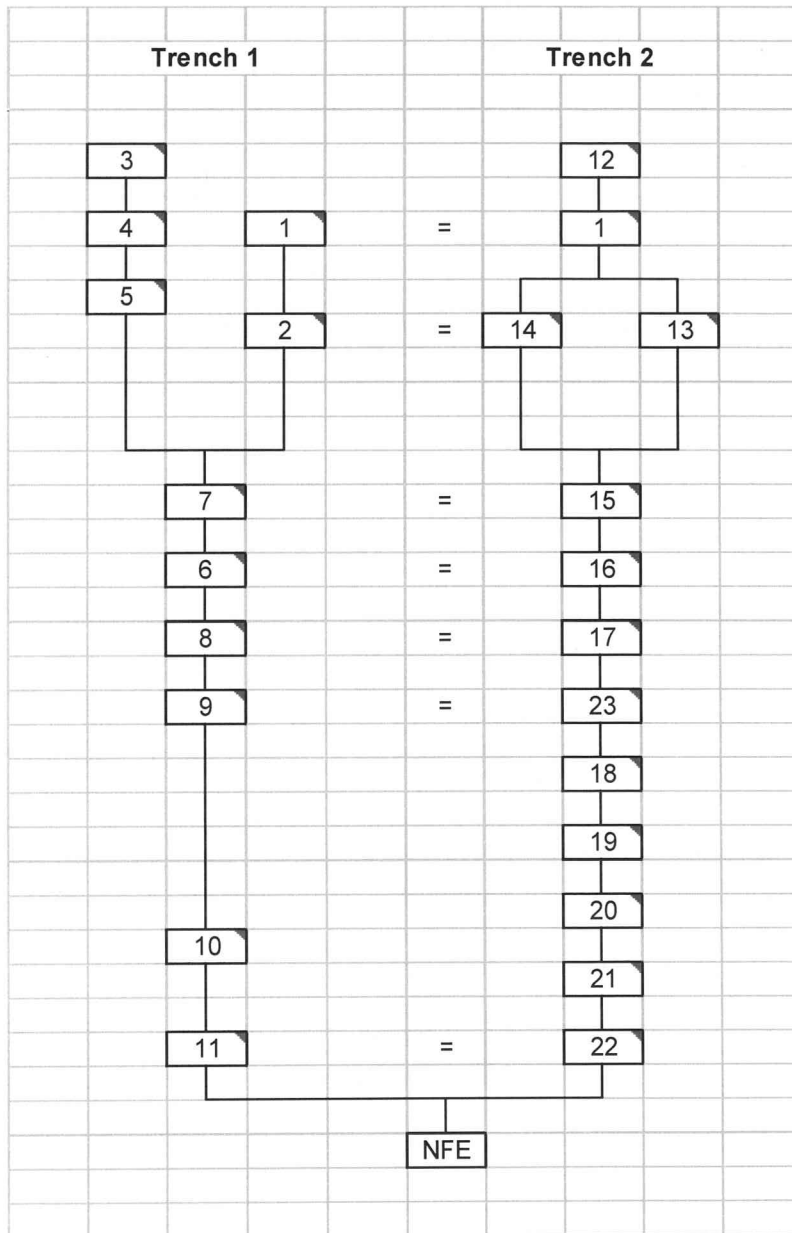 Trench 1 Trench 2
3 12
4 1 = 1
5
2 = 14 13
7 = 15
6 = 16
8 = 17
9 = 23
18
19
20
10
21
11 = 22
NFE